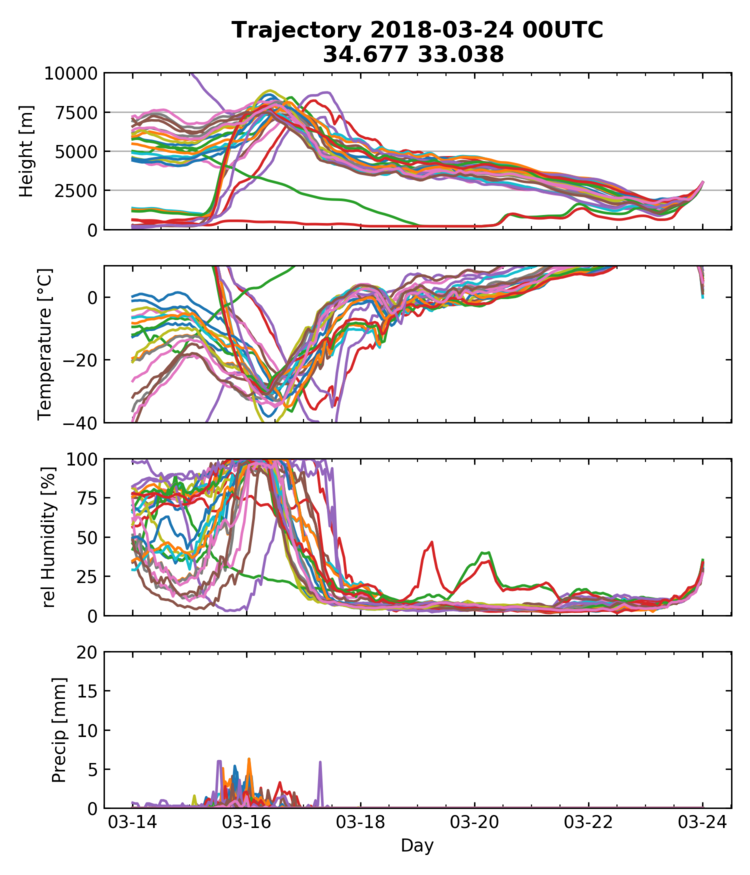 Trajectory 2018-03-24 00UTC
34.677 33.038
Height [m]
10000
7500
5000
2500
0
Temperature [°C]
0
−20
−40
rel Humidity [%]
100
75
50
25
0
Precip [mm]
20
15
10
5
0
03-14 03-16 03-18 03-20 03-22 03-24
Day